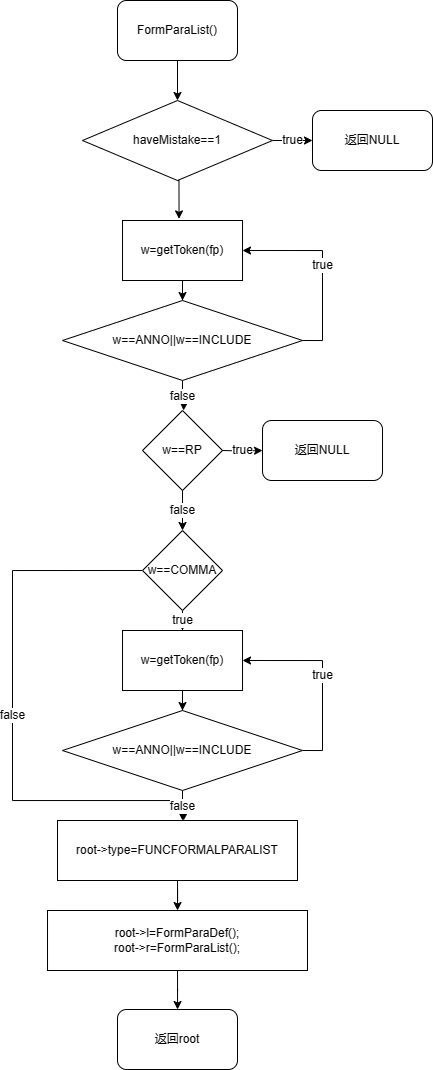 FormParaList()
haveMistake==1
true
返回NULL
w=getToken(fp)
true
w==ANNO||w==INCLUDE
false
w==RP
true
返回NULL
false
w==COMMA
true
w=getToken(fp)
true
false
w==ANNO||w==INCLUDE
false
root->type=FUNCFORMALPARALIST
root->l=FormParaDef();
root->r=FormParaList();
返回root